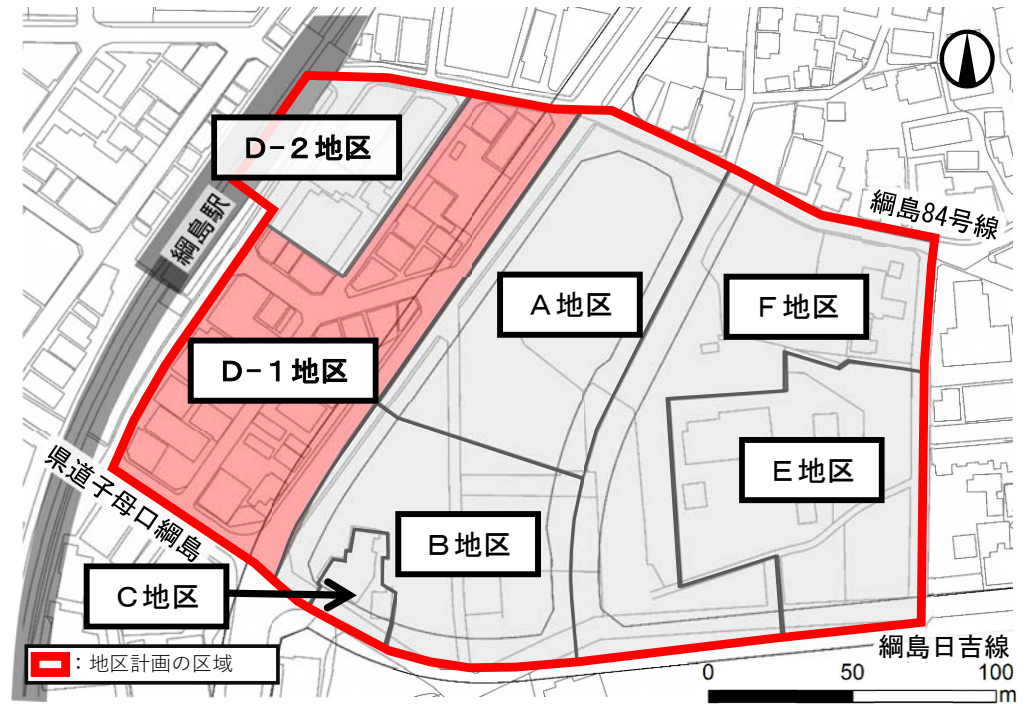 D-2地区
綱島駅
綱島84号線
A地区
F地区
D-1地区
E地区
県道子母口綱島
B地区
C地区
綱島日吉線
:地区計画の区域
0 50 100
m